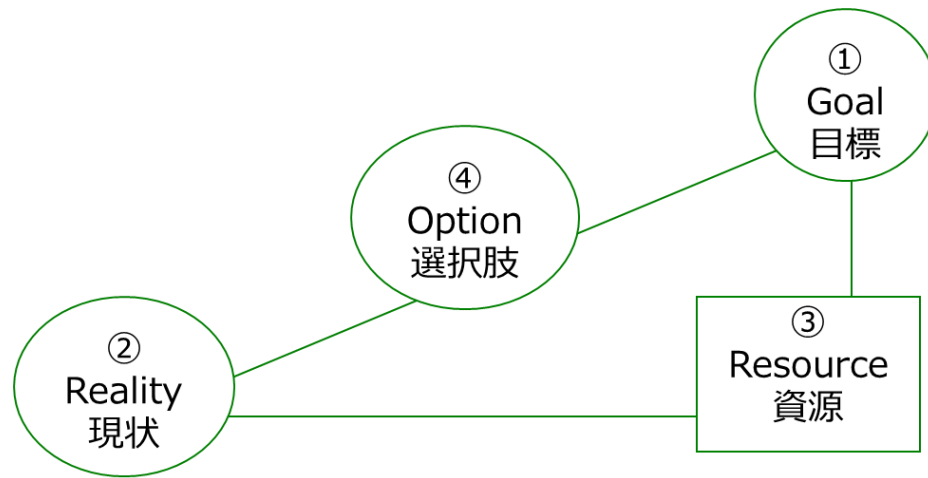 ①
Goal
目標
④
Option
選択肢
②
Reality
現状
③
Resource
資源